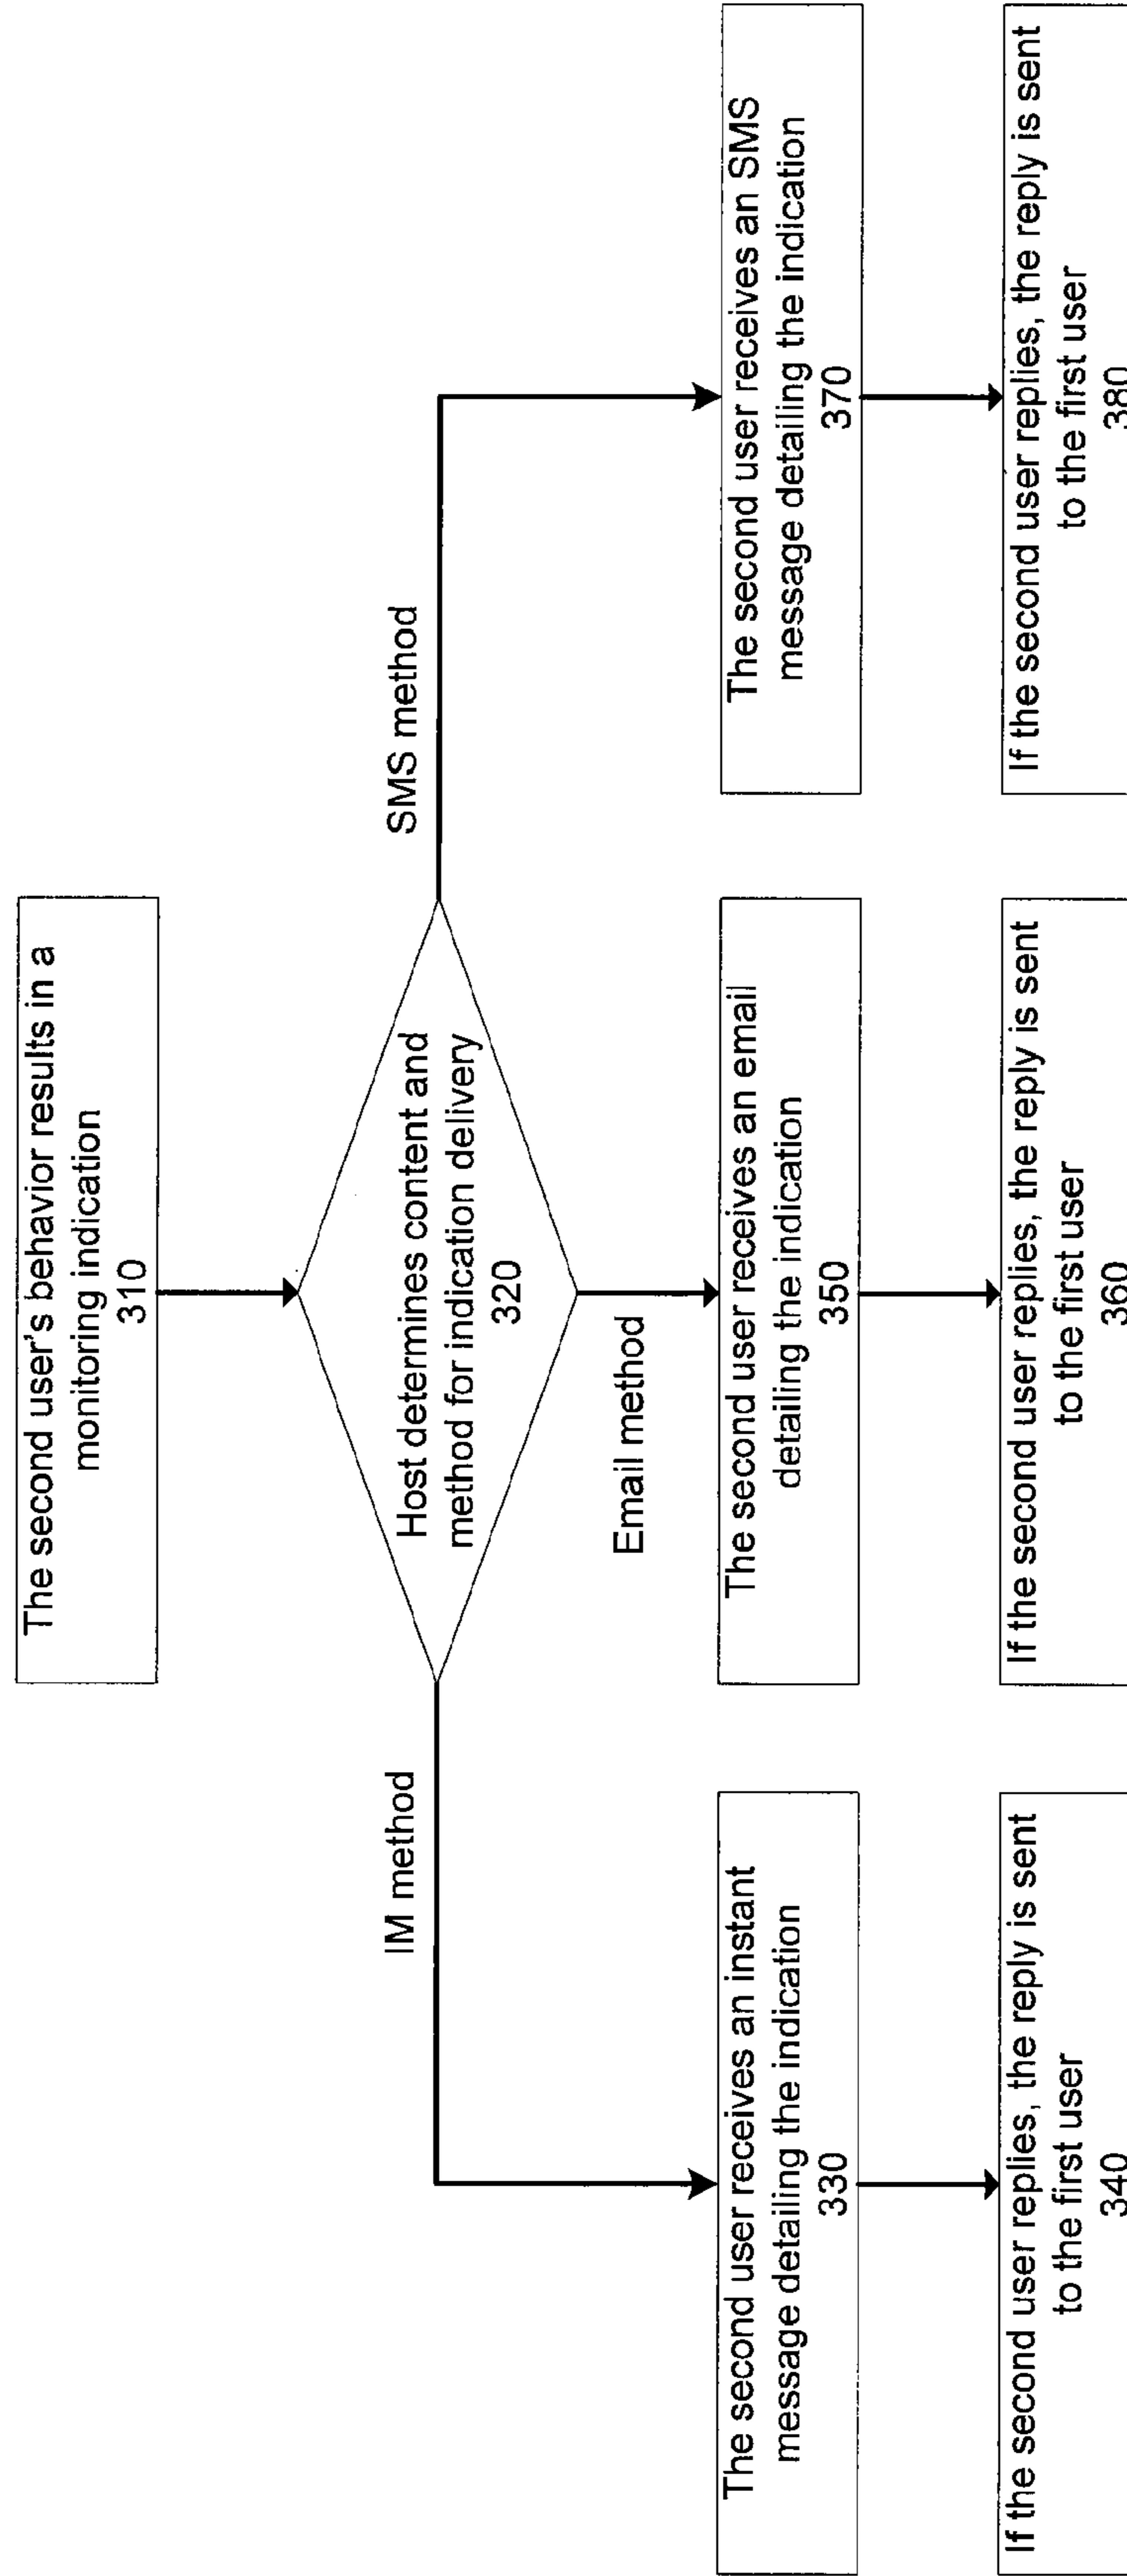 The second user's behavior results in a
monitoring indication
310
Host determines content and
method for indication delivery
320
IM method
Email method
SMS method
The second user receives an instant
message detailing the indication
330
The second user receives an email
detailing the indication
350
The second user receives an SMS
message detailing the indication
370
If the second user replies, the reply is sent
to the first user
340
If the second user replies, the reply is sent
to the first user
360
If the second user replies, the reply is sent
to the first user
380